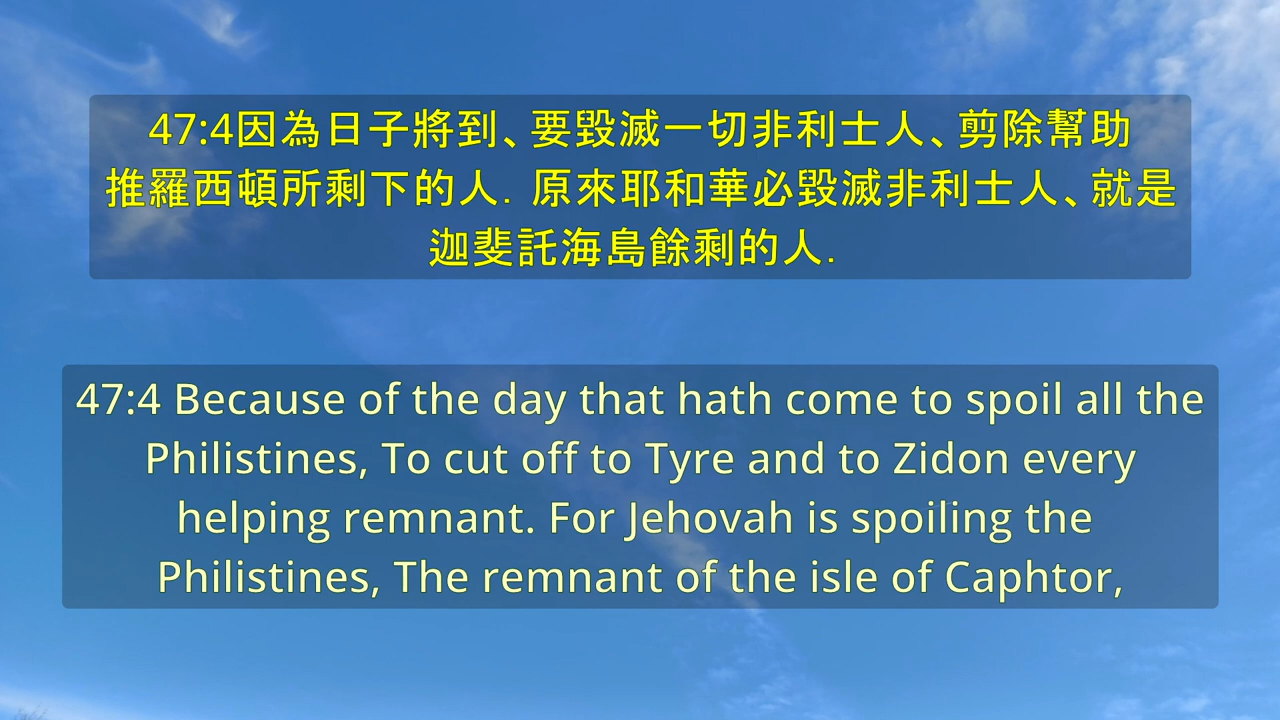 47:4因為日子將到、要毀滅一切非利士人、剪除幫助
推羅西頓所剩下的人．原來耶和華必毀滅非利士人、就是
迦斐託海島餘剩的人．
47:4 Because of the day that hath come to spoil all the
Philistines, To cut off to Tyre and to Zidon every
helping remnant. For Jehovah is spoiling the
Philistines, The remnant of the isle of Caphtor,